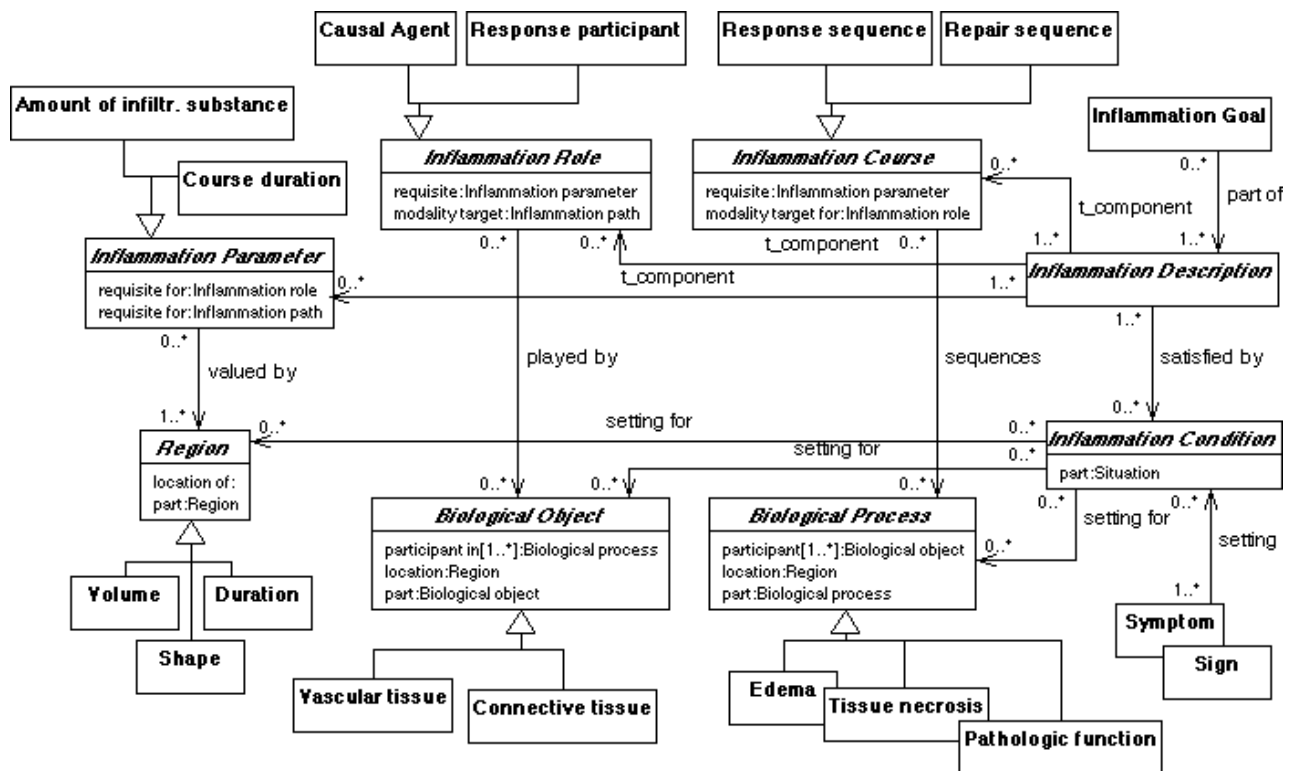 Causal Agent
Response participant
Response sequence
Repair sequence
Amount of infiltr. substance
Inflammation Goal
Course duration
Inflammation Role
requisite:Inflammation parameter
modality target:Inflammation path
Inflammation Course
requisite:Inflammation parameter
modality target for:Inflammation role
0..*
0..*
part of
t_component
Inflammation Parameter
requisite for:Inflammation role
requisite for:Inflammation path
0..*
0..*
0..*
t_component
0..*
1..*
1..*
Inflammation Description
t_component
0..*
1..*
0..*
1..*
valued by
played by
sequences
satisfied by
1..*
0..*
setting for
0..*
0..*
Region
location of:
part:Region
Inflammation Condition
part:Situation
setting for
0..*
0..*
0..*
0..*
0..*
0..*
setting for
setting
Biological Object
participant in[1..*]:Biological process
location:Region
part:Biological object
Biological Process
participant[1..*]:Biological object
location:Region
part:Biological process
0..*
1..*
Volume
Duration
Shape
Symptom
Sign
Vascular tissue
Connective tissue
Edema
Tissue necrosis
Pathologic function